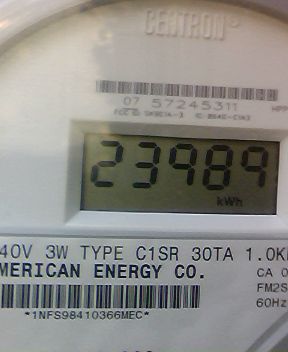 CENTRON®
07 57245311
23989
kWh
40V 3W TYPE C1SR 30TA 1.0K
MERICAN ENERGY CO.
CA 0
FM2S
60Hz
*1NFS98410366MEC*